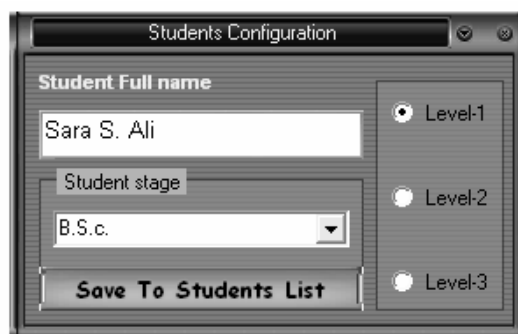 Students Configuration
Student Full name
Sara S. Ali
Student stage
B.S.c.
Save To Students List
Level-1
Level-2
Level-3